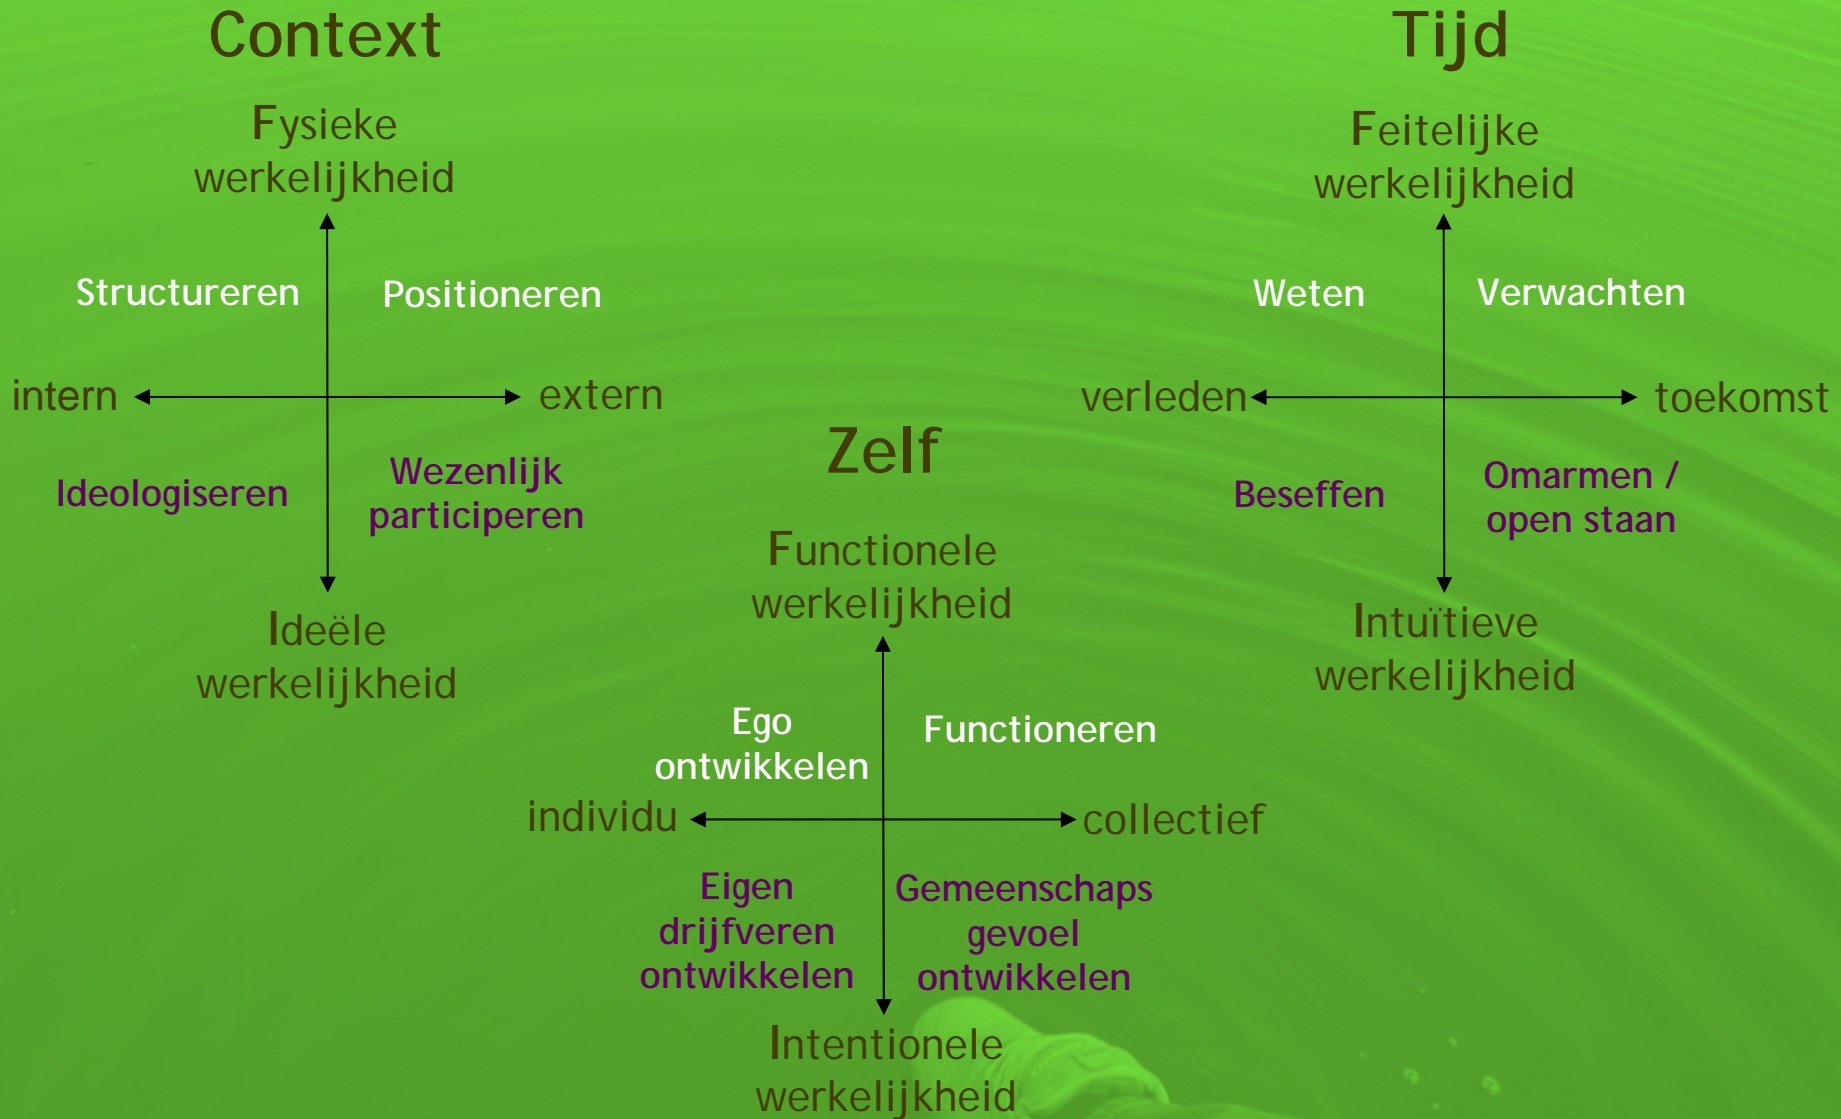 Context
Fysieke
werkelijkheid
Structureren
Positioneren
intern
extern
Ideologiseren
Wezenlijk
participeren
Ideële
werkelijkheid
Zelf
Functionele
werkelijkheid
Ego
ontwikkelen
Functioneren
individu
collectief
Eigen
drijfveren
ontwikkelen
Gemeenschaps
gevoel
ontwikkelen
Intentionele
werkelijkheid
Tijd
Feitelijke
werkelijkheid
Weten
Verwachten
verleden
toekomst
Beseffen
Omarmen /
open staan
Intuïtieve
werkelijkheid